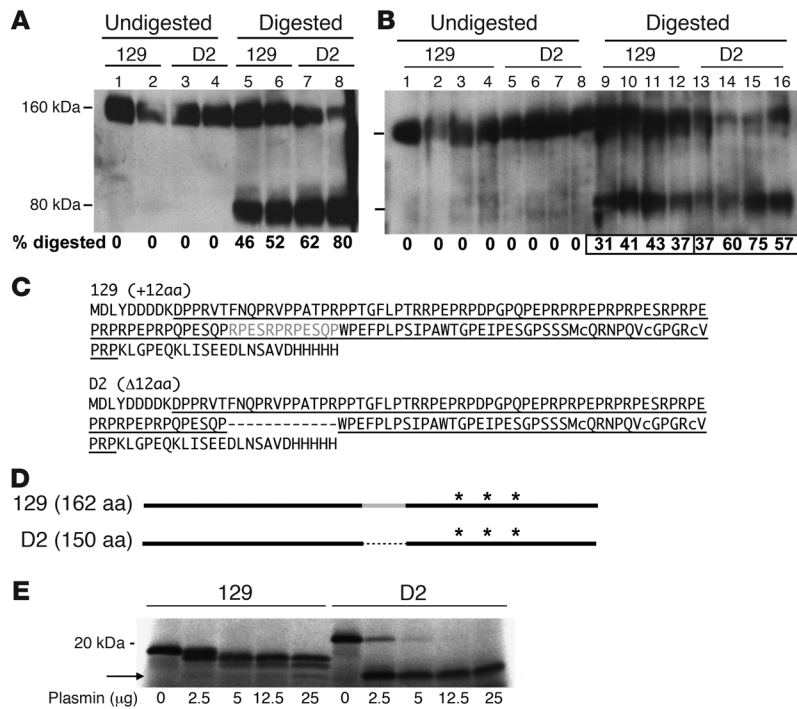 A
Undigested Digested
129 D2 129 D2
1 2 3 4 5 6 7 8
160 kDa
80 kDa
% digested 0 0 0 0 46 52 62 80
B
Undigested Digested
129 D2 129 D2
1 2 3 4 5 6 7 8 9 10 11 12 13 14 15 16
0 0 0 0 0 0 0 0 31 41 43 37 37 60 75 57
C
129 (+12aa)
MDLYDDDDKDPPRVTFNQPRVPPATPRPPTGFLPTRRPEPRPDPGPQPEPRPRPEPRPRPESRPRPE
PRPRPEPRPRPQPESQPRPESRPRPESQPWPEFPLPSIPAWTGPEIPESGPSSSMcQRNPQVcGPGRcV
PRPKLGPEQKLISEEDLNSAVDHHHHH
D2 (Δ12aa)
MDLYDDDDKDPPRVTFNQPRVPPATPRPPTGFLPTRRPEPRPDPGPQPEPRPRPEPRPRPESRPRPE
PRPRPEPRPRPQPESQP------------WPEFPLPSIPAWTGPEIPESGPSSSMcQRNPQVcGPGRcV
PRPKLGPEQKLISEEDLNSAVDHHHHH
D
129 (162 aa) * * *
D2 (150 aa) * * *
E
129 D2
20 kDa -
Plasmin (µg) 0 2.5 5 12.5 25 0 2.5 5 12.5 25